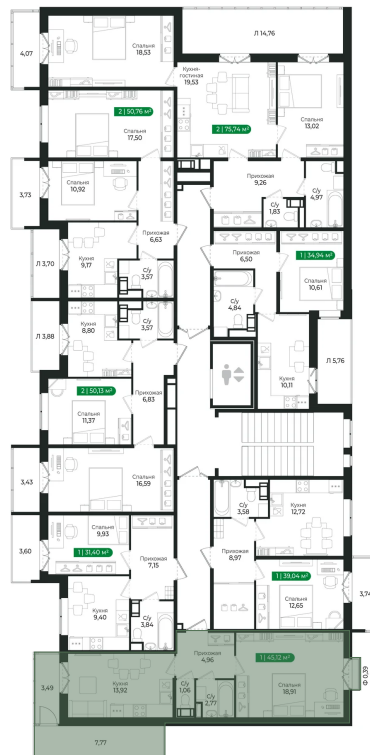 4,07
Спальня
18,53
Л 14,76
Кухня-
гостиная
19,53
Спальня
13,02
2 | 50,76 м²
Спальня
17,50
2 | 75,74 м²
Спальня
10,92
3,73
Прихожая
9,26
С/у
1,83
С/у
4,97
Прихожая
6,63
Л 3,70
9,17
С/у
3,57
Прихожая
6,50
1 | 34,94 м²
Спальня
10,61
С/у
4,84
Л 3,88
8,80
С/у
3,57
10,11
Л 5,76
2 | 50,13 м²
Спальня
11,37
Прихожая
6,83
3,43
Спальня
16,59
С/у
3,58
12,72
3,60
Спальня
9,93
1 | 31,40 м²
Прихожая
7,15
Прихожая
8,97
1 | 39,04 м²
Спальня
12,65
3,74
9,40
С/у
3,84
Прихожая
4,96
1 | 45,12 м²
Спальня
18,91
Ф 0,39
3,49
Кухня
13,92
С/у
1,06
С/у
2,77
7,77